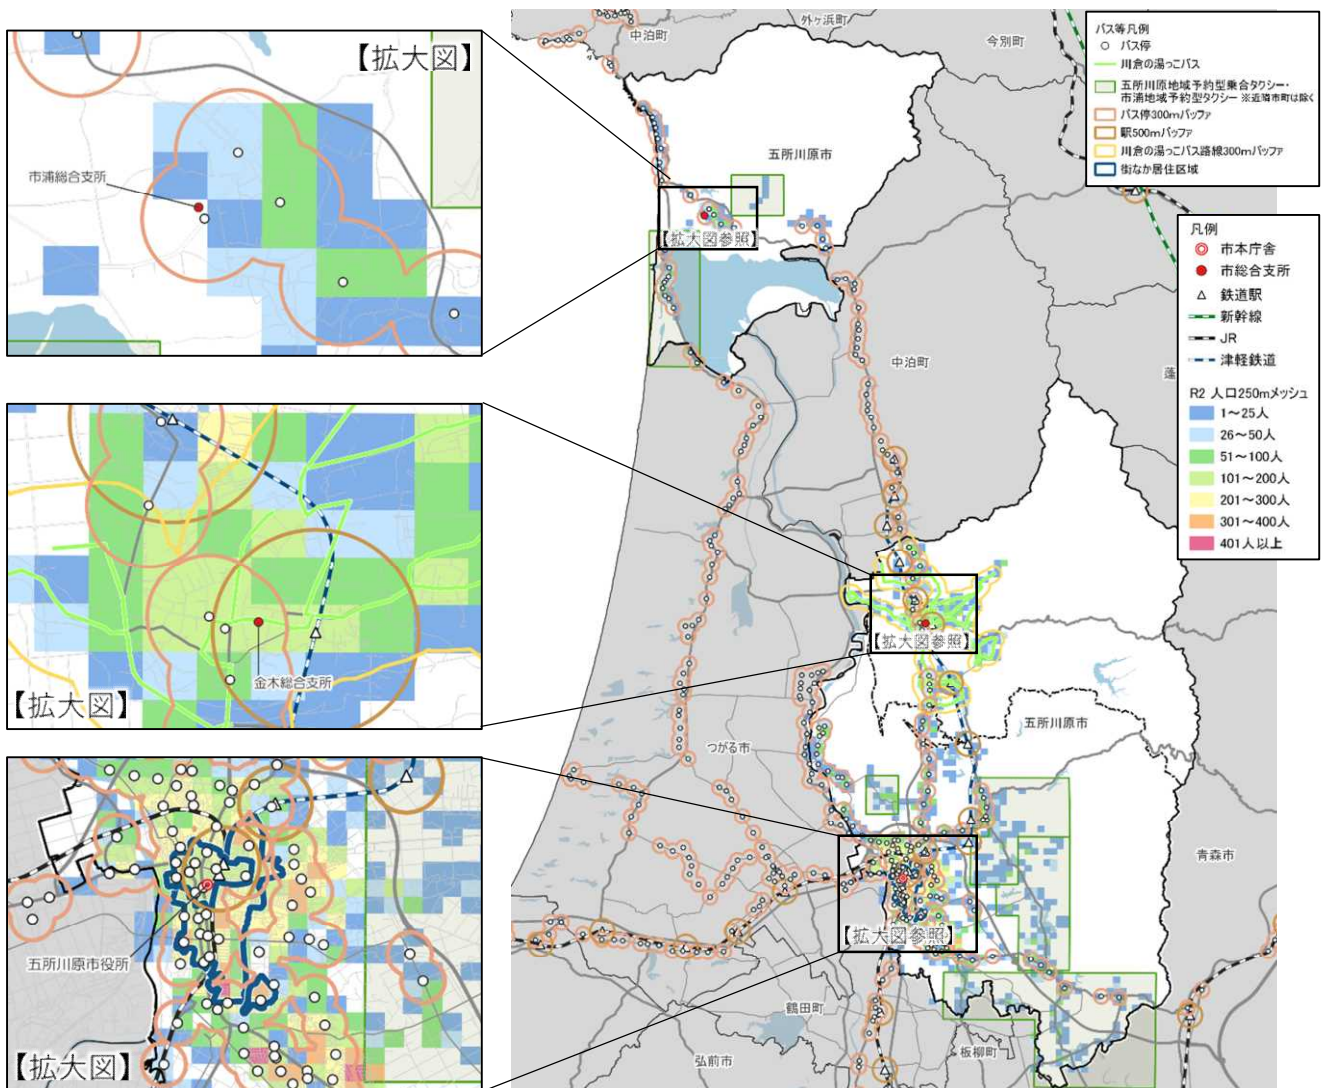 【拡大図】
市浦総合支所
【拡大図】
金木総合支所
【拡大図】
五所川原市役所
外ヶ浜町
中泊町
今別町
五所川原市
【拡大図参照】
中泊町
蓬
【拡大図参照】
つがる市
五所川原市
青森市
【拡大図参照】
鶴田町
弘前市
板柳町
バス等凡例
バス停
川倉の湯っこバス
五所川原地域予約型乗合タクシー・
市浦地域予約型タクシー ※近隣市町は除く
バス停300mバッファ
駅500mバッファ
川倉の湯っこバス路線300mバッファ
街なか居住区域
凡例
市本庁舎
市総合支所
鉄道駅
新幹線
JR
津軽鉄道
R2 人口250mメッシュ
1～25人
26～50人
51～100人
101～200人
201～300人
301～400人
401人以上